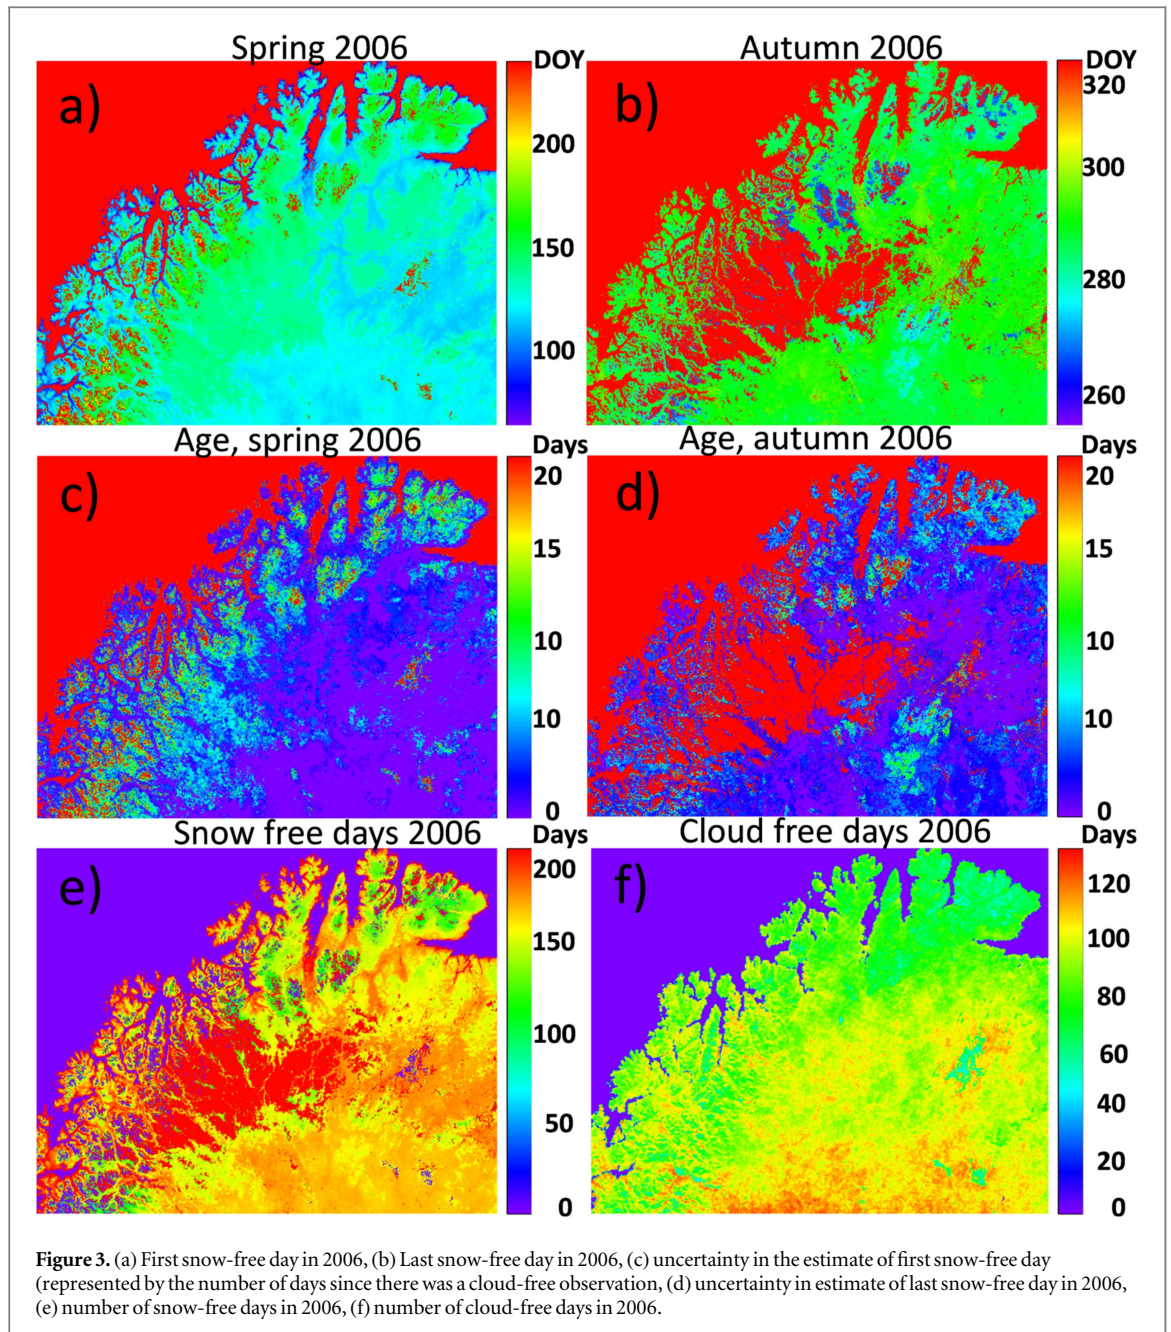 Spring 2006
DOY
a)
200
150
100
Autumn 2006
DOY
b)
320
300
280
260
Age, spring 2006
Days
c)
20
15
10
10
0
Age, autumn 2006
Days
d)
20
15
10
10
0
Snow free days 2006
Days
e)
200
150
100
50
0
Cloud free days 2006
Days
f)
120
100
80
60
40
20
0
Figure 3. (a) First snow-free day in 2006, (b) Last snow-free day in 2006, (c) uncertainty in the estimate of first snow-free day
(represented by the number of days since there was a cloud-free observation, (d) uncertainty in estimate of last snow-free day in 2006,
(e) number of snow-free days in 2006, (f) number of cloud-free days in 2006.